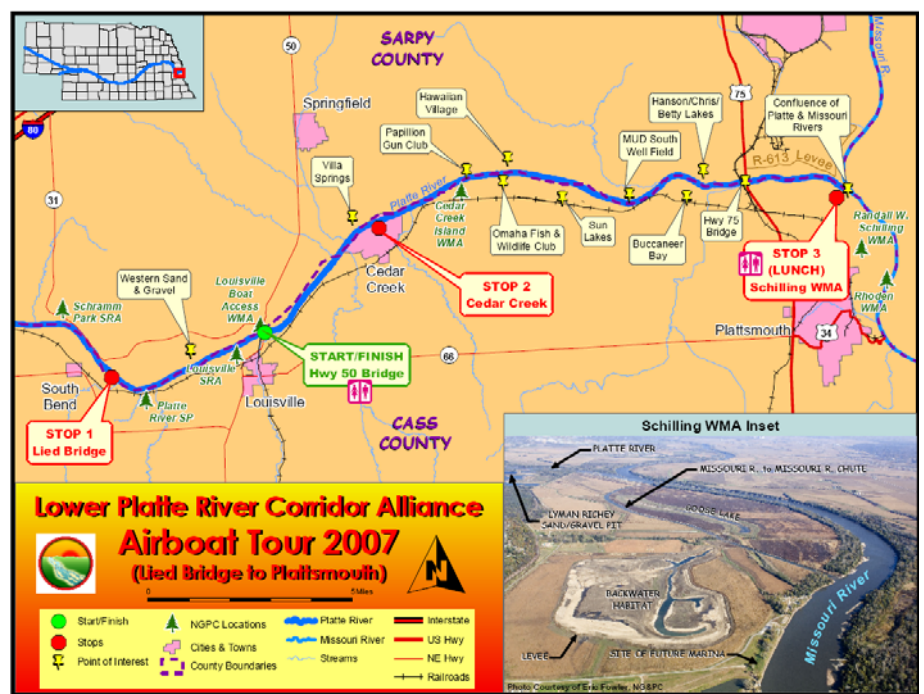 SARPY
COUNTY
50
Springfield
80
31
75
Missouri R.
Hawaiian
Village
Papillion
Gun Club
Villa
Springs
Hanson/Chris/
Betty Lakes
Confluence of
Platte & Missouri
Rivers
MUD South
Well Field
R-613 Levee
Platte River
Cedar
Creek
Island
WMA
Omaha Fish &
Wildlife Club
Sun
Lakes
Buccaneer
Bay
Hwy 75
Bridge
Randall W.
Schilling
WMA
STOP 3
(LUNCH)
Schilling WMA
Rhoden
WMA
Cedar
Creek
STOP 2
Cedar Creek
Western Sand
& Gravel
Louisville
Boat
Access
WMA
Schramm
Park SRA
START/FINISH
Hwy 50 Bridge
66
Plattsmouth
34
Louisville
SRA
South
Bend
Louisville
Platte
River SP
STOP 1
Lied Bridge
CASS
COUNTY
Lower Platte River Corridor Alliance
Airboat Tour 2007
(Lied Bridge to Plattsmouth)
N
0
5 Miles
Start/Finish
Stops
Point of Interest
NGPC Locations
Cities & Towns
County Boundaries
Platte River
Missouri River
Streams
Interstate
US Hwy
NE Hwy
Railroads
Schilling WMA Inset
PLATTE RIVER
MISSOURI R. to MISSOURI R. CHUTE
LYMAN RICHEY
SAND/GRAVEL PIT
GOOSE LAKE
BACKWATER
HABITAT
LEVEE
SITE OF FUTURE MARINA
Missouri River
Photo Courtesy of Eric Fowler, NG&PC